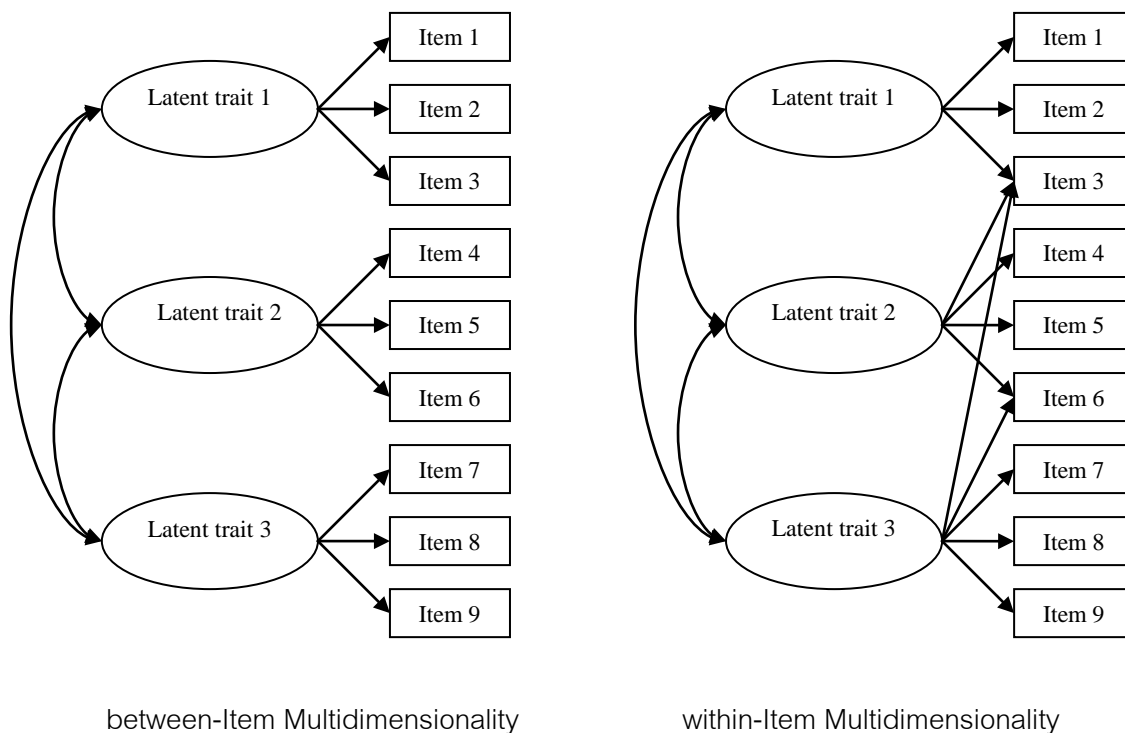 Item 1
Latent trait 1
Item 2
Item 3
Item 4
Latent trait 2
Item 5
Item 6
Item 7
Latent trait 3
Item 8
Item 9
between-Item Multidimensionality
Item 1
Latent trait 1
Item 2
Item 3
Item 4
Latent trait 2
Item 5
Item 6
Item 7
Latent trait 3
Item 8
Item 9
within-Item Multidimensionality